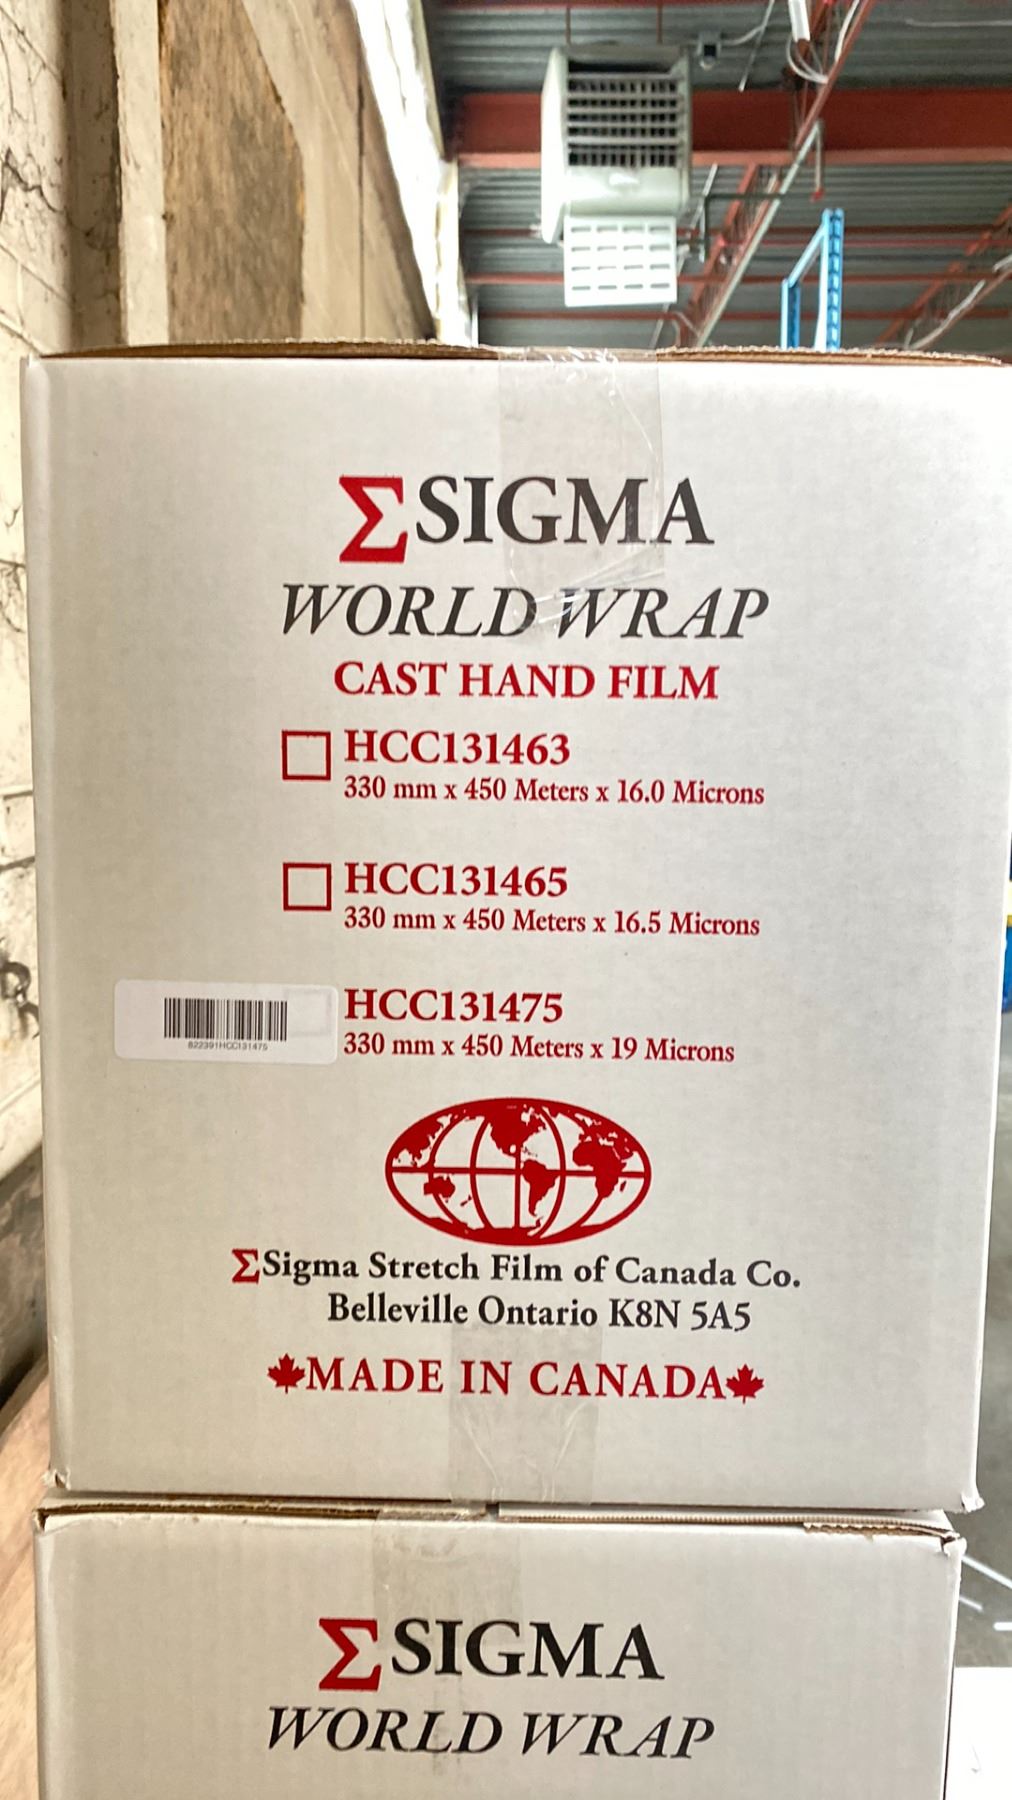 ΣSIGMA
WORLD WRAP
CAST HAND FILM
HCC131463
330 mm x 450 Meters x 16.0 Microns
HCC131465
330 mm x 450 Meters x 16.5 Microns
HCC131475
330 mm x 450 Meters x 19 Microns
822391HCC131475
ΣSigma Stretch Film of Canada Co.
Belleville Ontario K8N 5A5
MADE IN CANADA
ΣSIGMA
WORLD WRAP